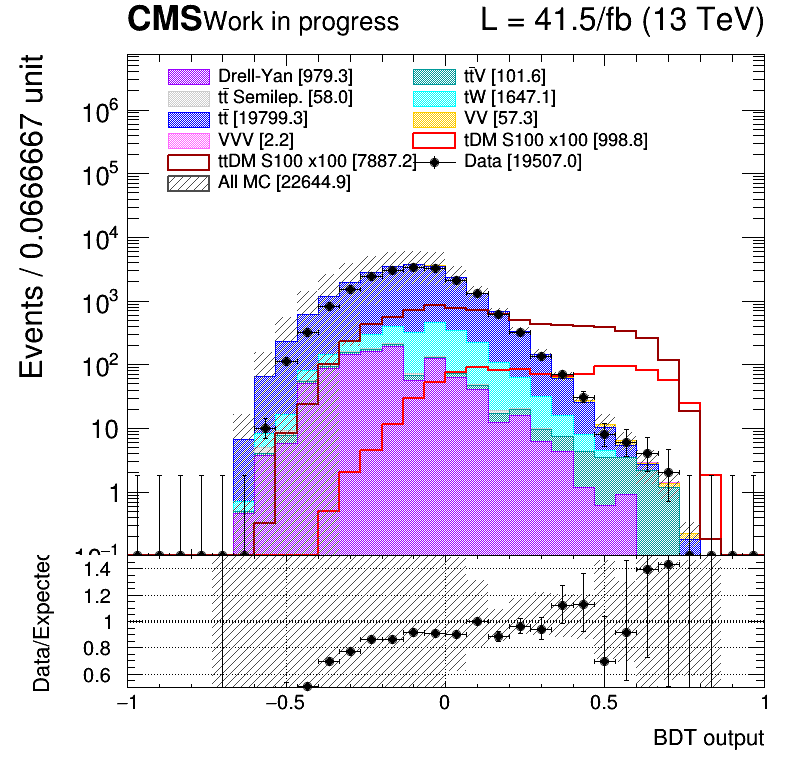 CMS Work in progress L = 41.5/fb (13 TeV)
Drell-Yan [979.3] tt̄V [101.6]
tt̄ Semilep. [58.0] tW [1647.1]
tt̄ [19799.3] VV [57.3]
VVV [2.2] tDM S100 x100 [998.8]
ttDM S100 x100 [7887.2] Data [19507.0]
All MC [22644.9]
Events / 0.0666667 unit
10⁶
10⁵
10⁴
10³
10²
10
1
10⁻¹
Data/Expected
1.4
1.2
1
0.8
0.6
−1 −0.5 0 0.5 1
BDT output